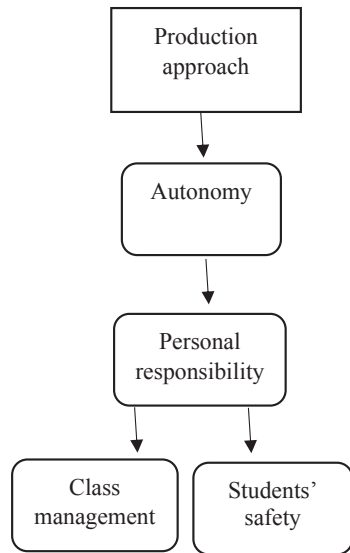 Production
approach
Autonomy
Personal
responsibility
Class
management
Students’
safety